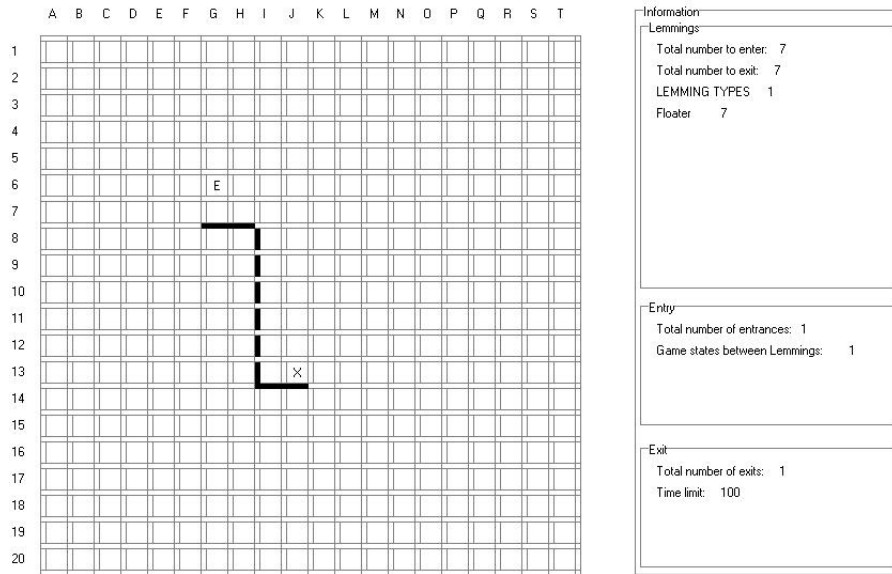 A B C D E F G H I J K L M N O P Q R S T
Information
Lemmings
1
Total number to enter: 7
2
Total number to exit: 7
3
LEMMING TYPES 1
4
Floater 7
5
6
E
7
8
9
10
11
Entry
Total number of entrances: 1
12
Game states between Lemmings: 1
13
X
14
15
16
Exit
17
Total number of exits: 1
18
Time limit: 100
19
20